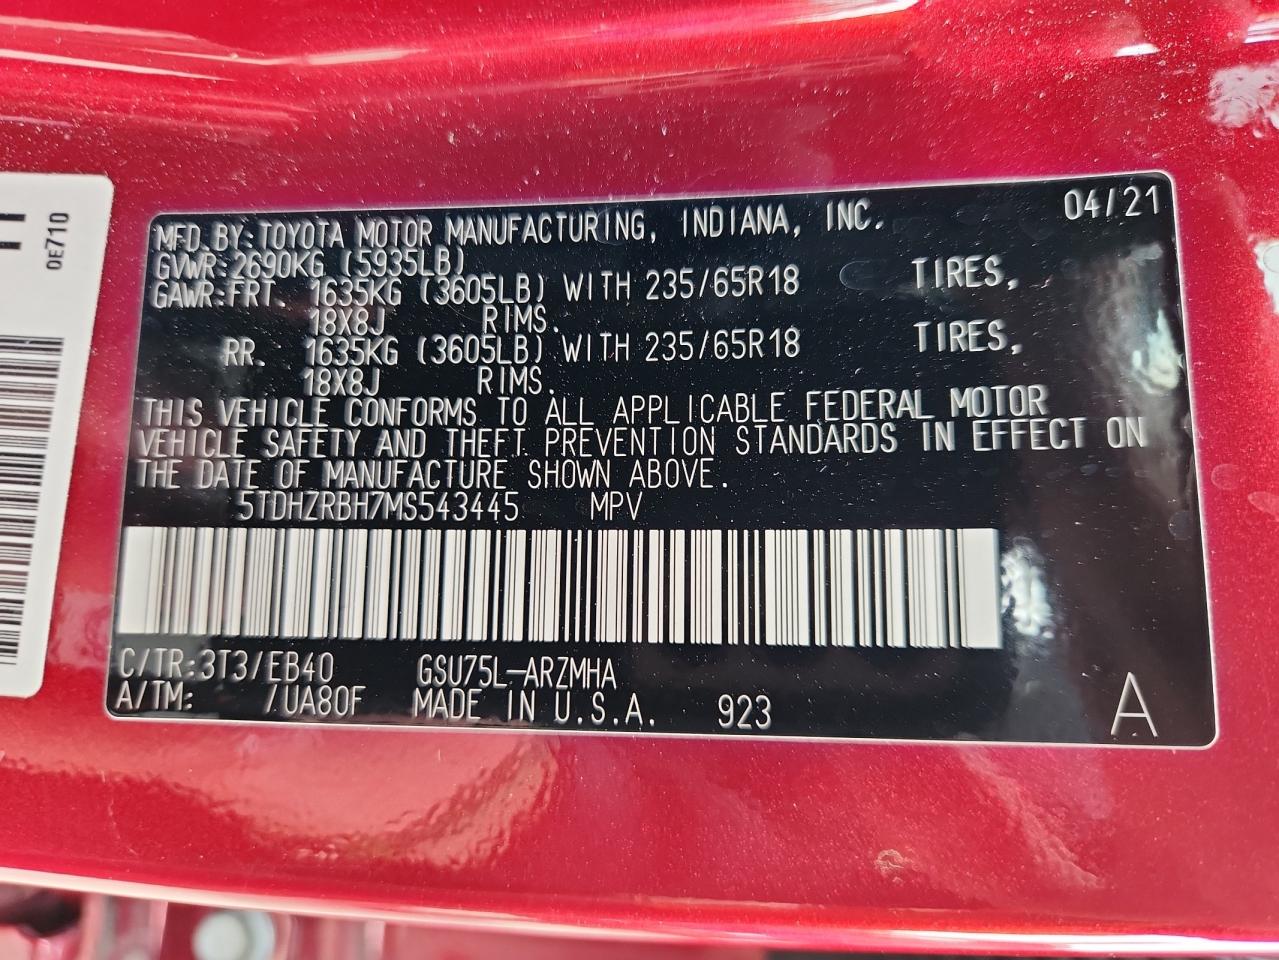 MFD.BY:TOYOTA MOTOR MANUFACTURING, INDIANA, INC. 04/21
GVWR:2690KG (5935LB)
GAWR:FRT. 1635KG (3605LB) WITH 235/65R18 TIRES,
18X8J RIMS.
RR. 1635KG (3605LB) WITH 235/65R18 TIRES,
18X8J RIMS.
THIS VEHICLE CONFORMS TO ALL APPLICABLE FEDERAL MOTOR
VEHICLE SAFETY AND THEFT PREVENTION STANDARDS IN EFFECT ON
THE DATE OF MANUFACTURE SHOWN ABOVE.
5TDHZRBH7MS543445 MPV
C/TR:3T3/EB40 GSU75L-ARZMHA
A/TM: /UA80F MADE IN U.S.A. 923 A
0E710